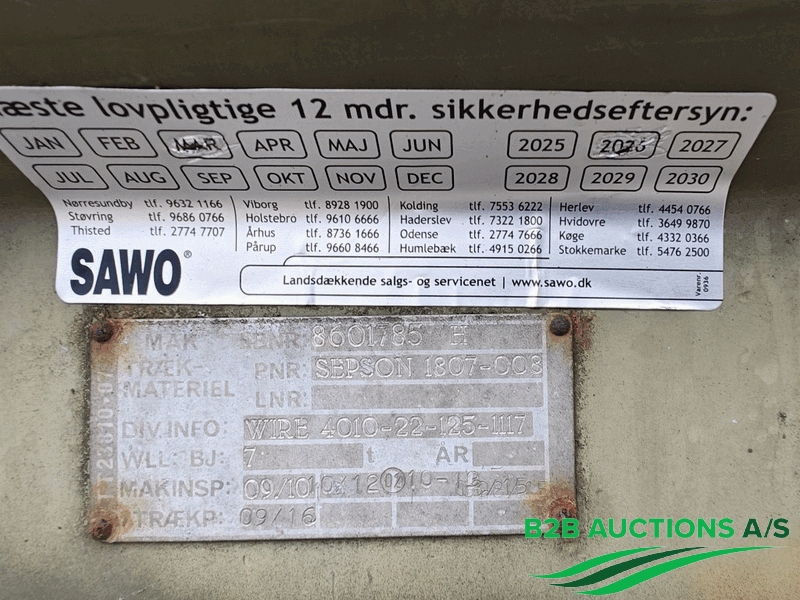 næste lovpligtige 12 mdr. sikkerhedseftersyn:
JAN FEB MAR APR MAJ JUN 2025 2026 2027
JUL AUG SEP OKT NOV DEC 2028 2029 2030
Nørresundby tlf. 9632 1166
Støvring tlf. 9686 0766
Thisted tlf. 2774 7707
Viborg tlf. 8928 1900
Holstebro tlf. 9610 6666
Århus tlf. 8736 1666
Pårup tlf. 9660 8466
Kolding tlf. 7553 6222
Haderslev tlf. 7322 1800
Odense tlf. 2774 7666
Humlebæk tlf. 4915 0266
Herlev tlf. 4454 0766
Hvidovre tlf. 3649 9870
Køge tlf. 4332 0366
Stokkemarke tlf. 5476 2500
SAWO®
Landsdækkende salgs- og servicenet | www.sawo.dk
Varenr. 0936
MAK SBNR: 8601785 H
TRÆK- PNR: SEPSON 1807-008
MATERIEL LNR:
DIV.INFO: WIRE 4010-22-125-1117
WLL: BJ: 7 t ÅR
MAKINSP: 09/10
TRÆKP: 09/16
B2B AUCTIONS A/S